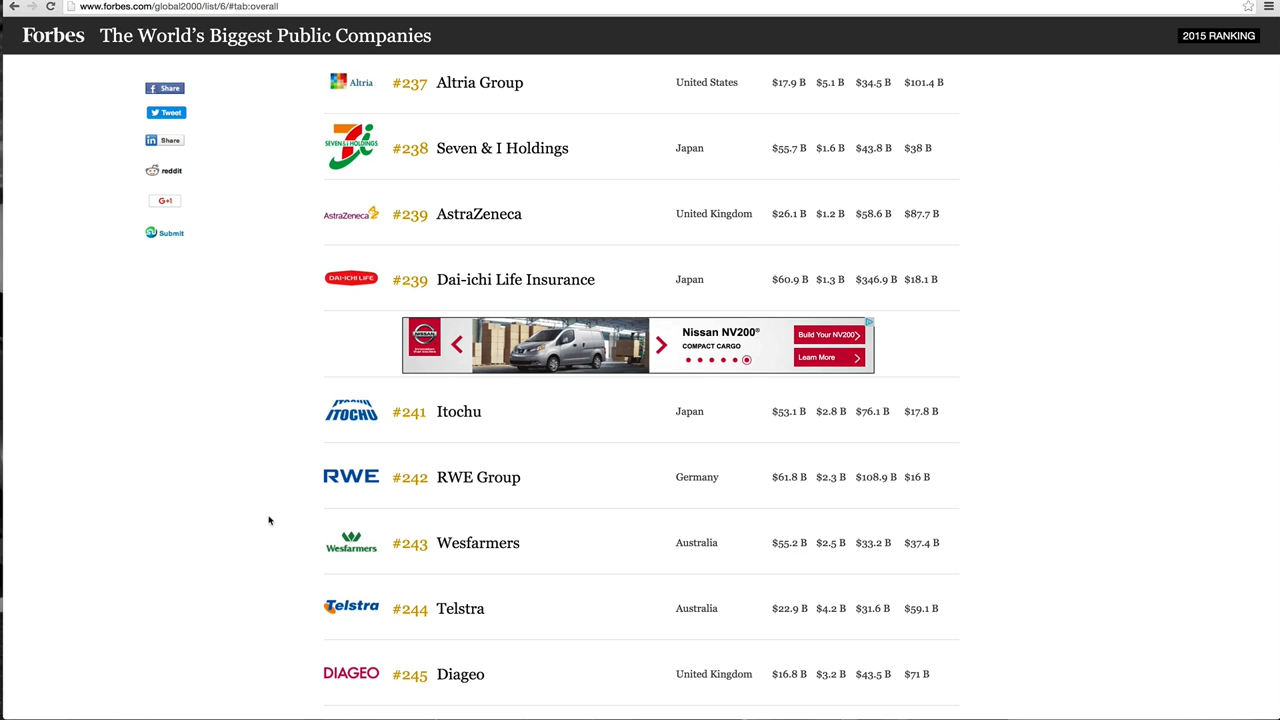 www.forbes.com/global2000/list/6/#tab:overall
Forbes The World's Biggest Public Companies 2015 RANKING
Altria #237 Altria Group United States $17.9 B $5.1 B $34.5 B $101.4 B
f Share
Tweet
SEVEN & I HOLDINGS #238 Seven & I Holdings Japan $55.7 B $1.6 B $43.8 B $38 B
in Share
reddit
G+1
AstraZeneca #239 AstraZeneca United Kingdom $26.1 B $1.2 B $58.6 B $87.7 B
Submit
DAI-ICHI LIFE #239 Dai-ichi Life Insurance Japan $60.9 B $1.3 B $346.9 B $18.1 B
NISSAN
Nissan NV200®
COMPACT CARGO
Build Your NV200
Learn More
ITOCHU #241 Itochu Japan $53.1 B $2.8 B $76.1 B $17.8 B
RWE #242 RWE Group Germany $61.8 B $2.3 B $108.9 B $16 B
Wesfarmers #243 Wesfarmers Australia $55.2 B $2.5 B $33.2 B $37.4 B
Telstra #244 Telstra Australia $22.9 B $4.2 B $31.6 B $59.1 B
DIAGEO #245 Diageo United Kingdom $16.8 B $3.2 B $43.5 B $71 B